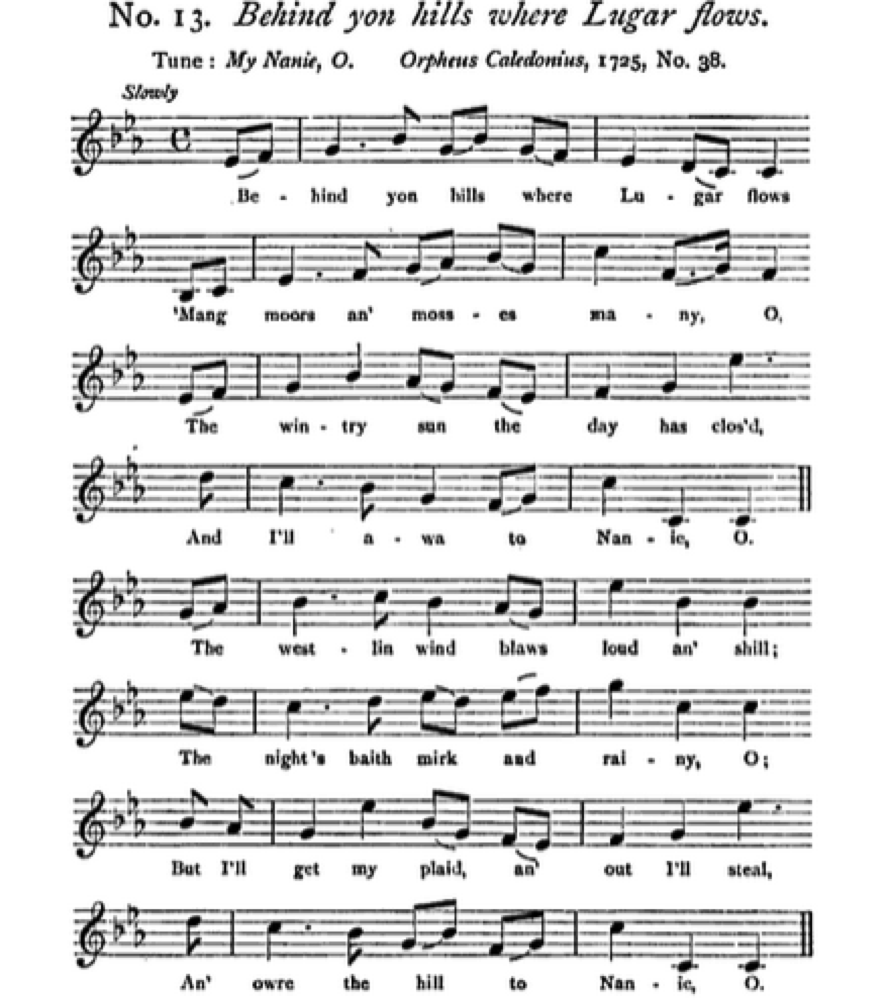 No. 13. Behind yon hills where Lugar flows.
Tune: My Nanie, O. Orpheus Caledonius, 1725, No. 38.
Slowly
Be - hind yon hills where Lu - gar flows
'Mang moors an' moss - es ma - ny, O,
The win - try sun the day has clos'd,
And I'll a - wa to Nan - ie, O.
The west - lin wind blaws loud an' shill;
The night's baith mirk and rai - ny, O;
But I'll get my plaid, an' out I'll steal,
An' owre the hill to Nan - ie, O.